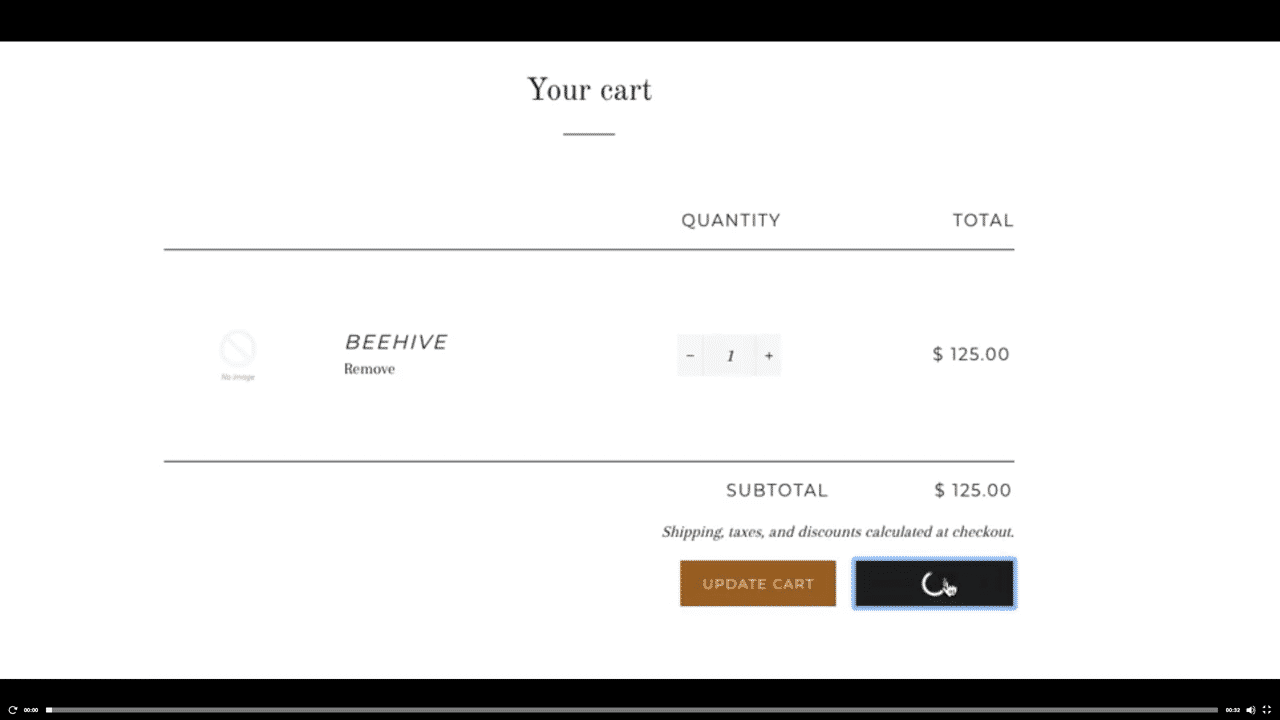 Your cart
QUANTITY TOTAL
No image
BEEHIVE
Remove
− 1 +
$ 125.00
SUBTOTAL $ 125.00
Shipping, taxes, and discounts calculated at checkout.
UPDATE CART
00:00 00:32